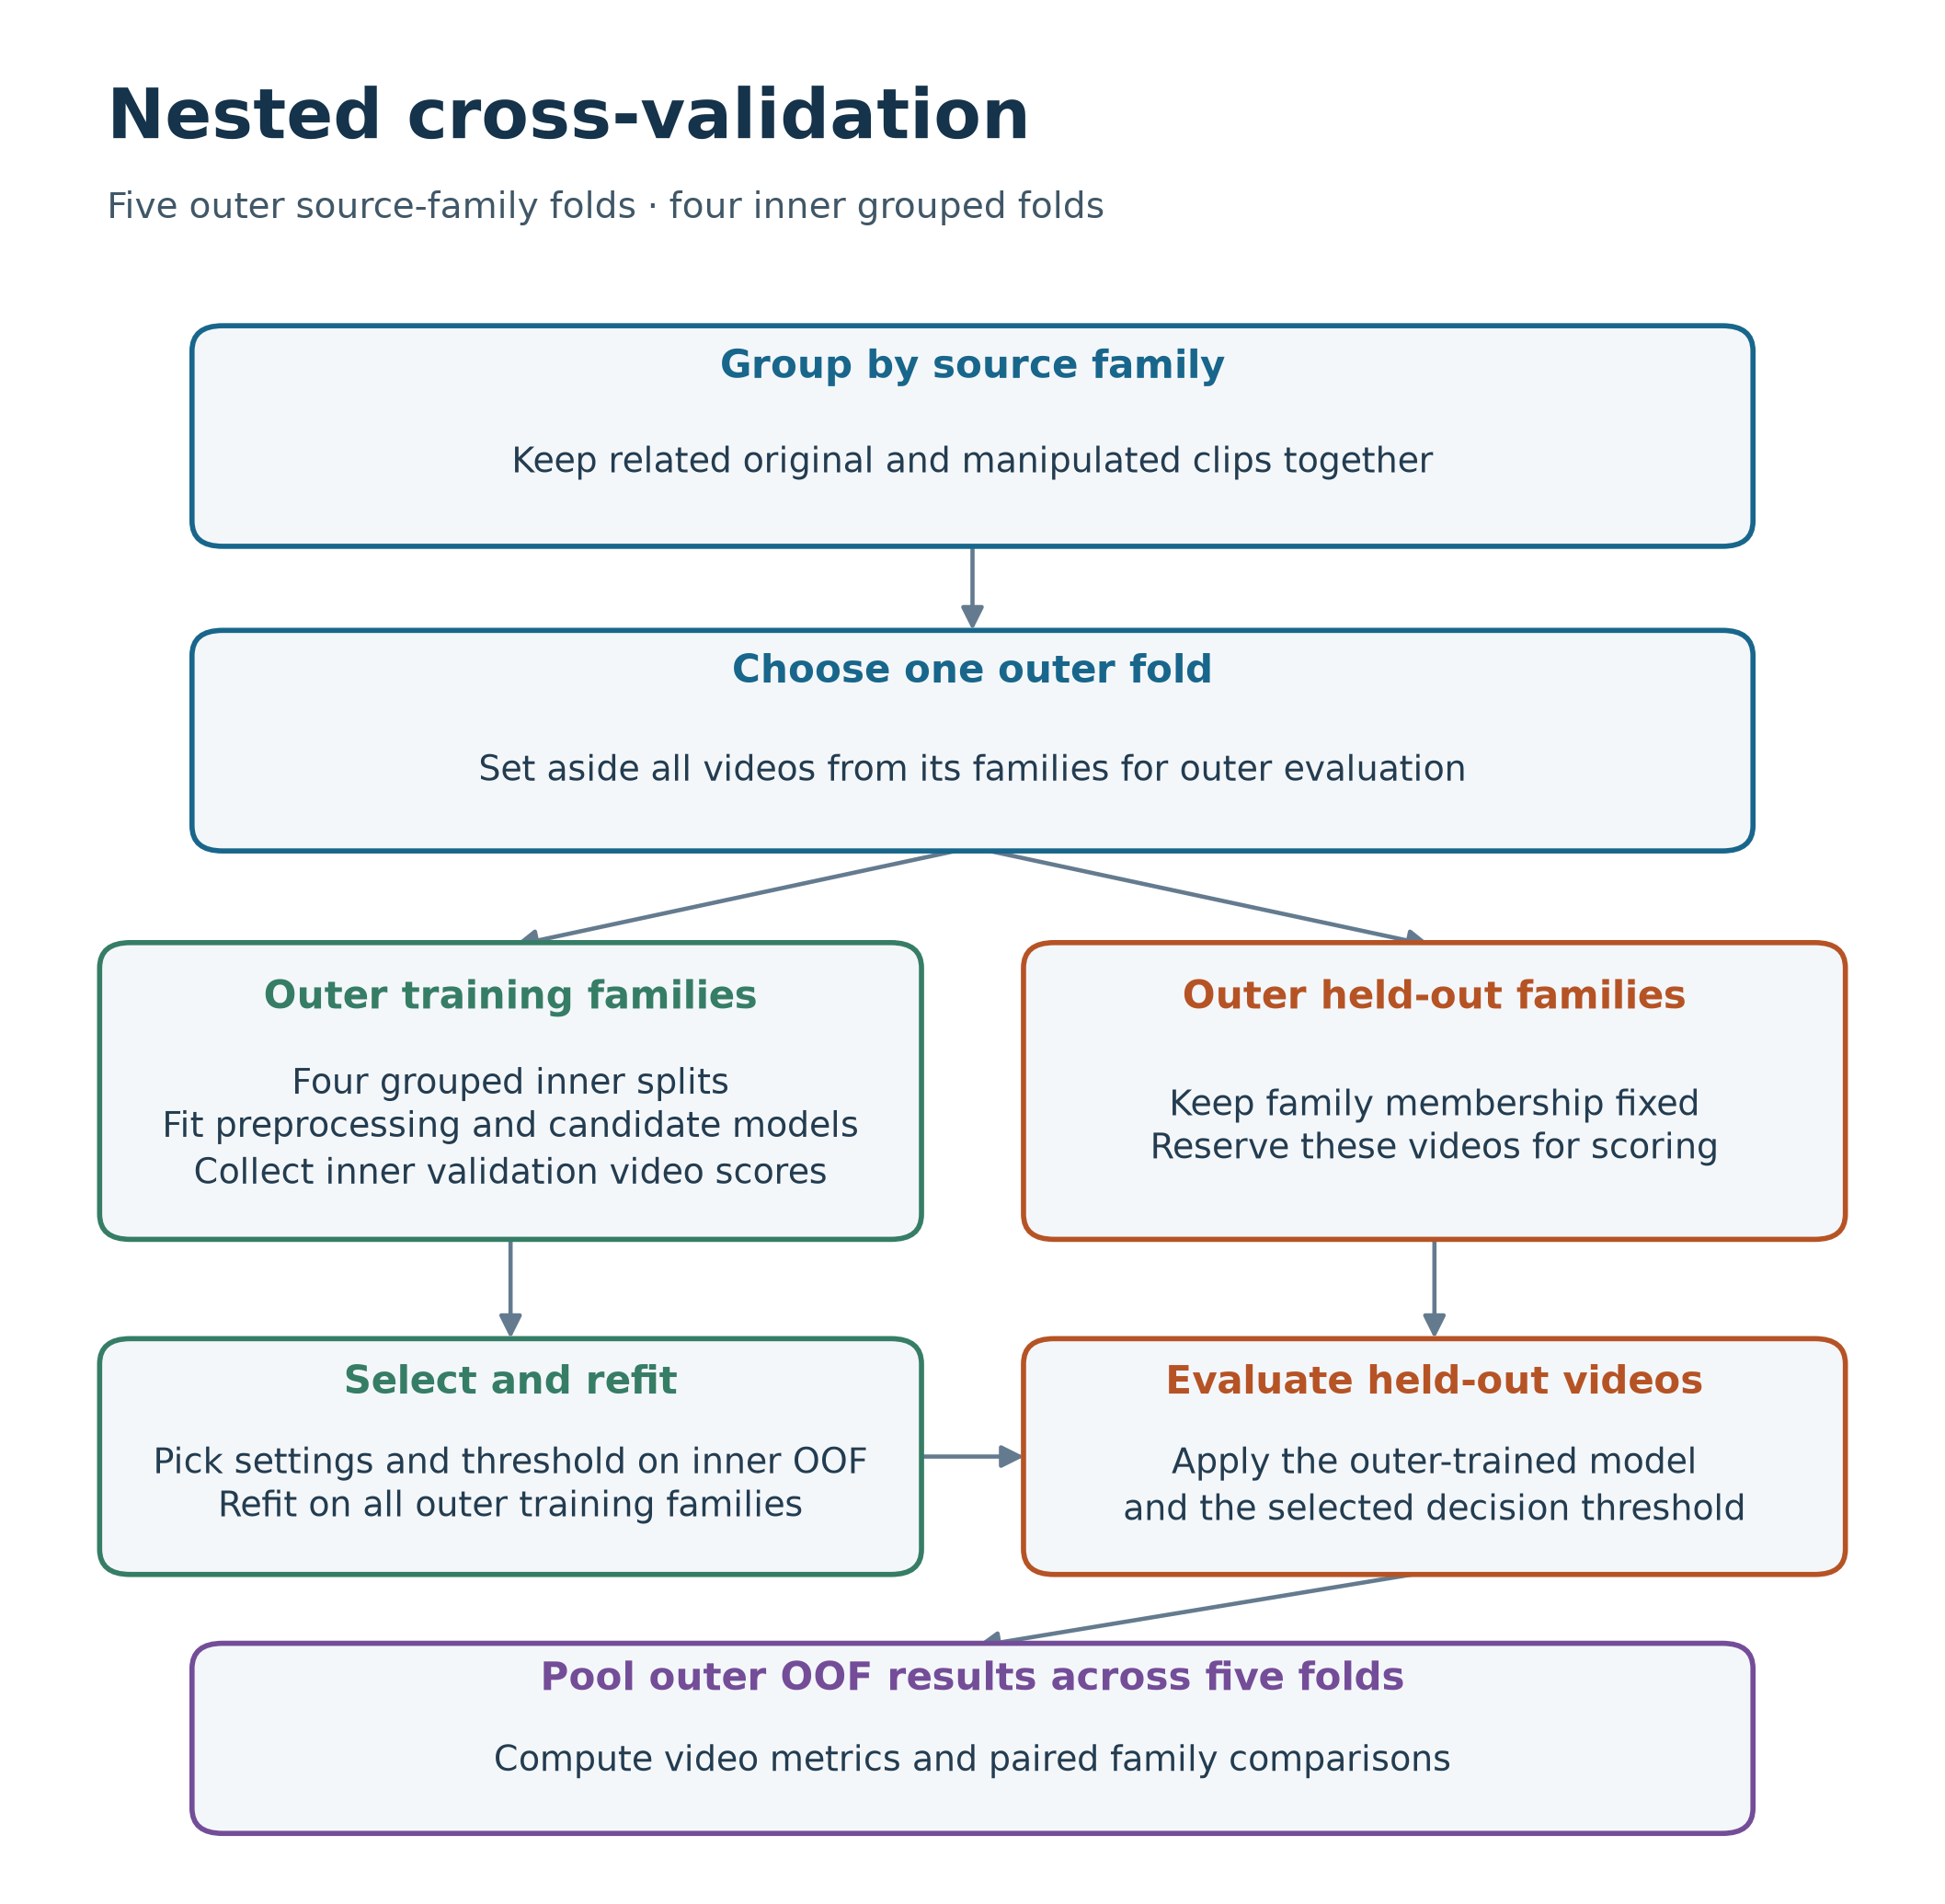 Nested cross-validation
Five outer source-family folds · four inner grouped folds
Group by source family
Keep related original and manipulated clips together
Choose one outer fold
Set aside all videos from its families for outer evaluation
Outer training families
Four grouped inner splits
Fit preprocessing and candidate models
Collect inner validation video scores
Outer held-out families
Keep family membership fixed
Reserve these videos for scoring
Select and refit
Pick settings and threshold on inner OOF
Refit on all outer training families
Evaluate held-out videos
Apply the outer-trained model
and the selected decision threshold
Pool outer OOF results across five folds
Compute video metrics and paired family comparisons